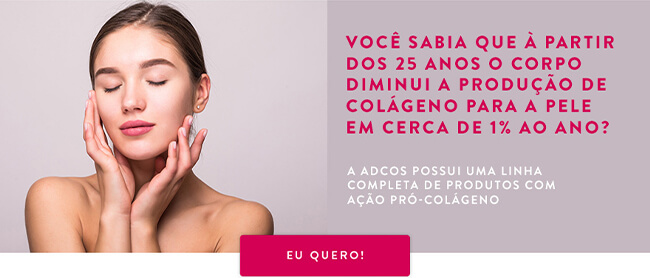 VOCÊ SABIA QUE À PARTIR
DOS 25 ANOS O CORPO
DIMINUI A PRODUÇÃO DE
COLÁGENO PARA A PELE
EM CERCA DE 1% AO ANO?
A ADCOS POSSUI UMA LINHA
COMPLETA DE PRODUTOS COM
AÇÃO PRÓ-COLÁGENO
EU QUERO!